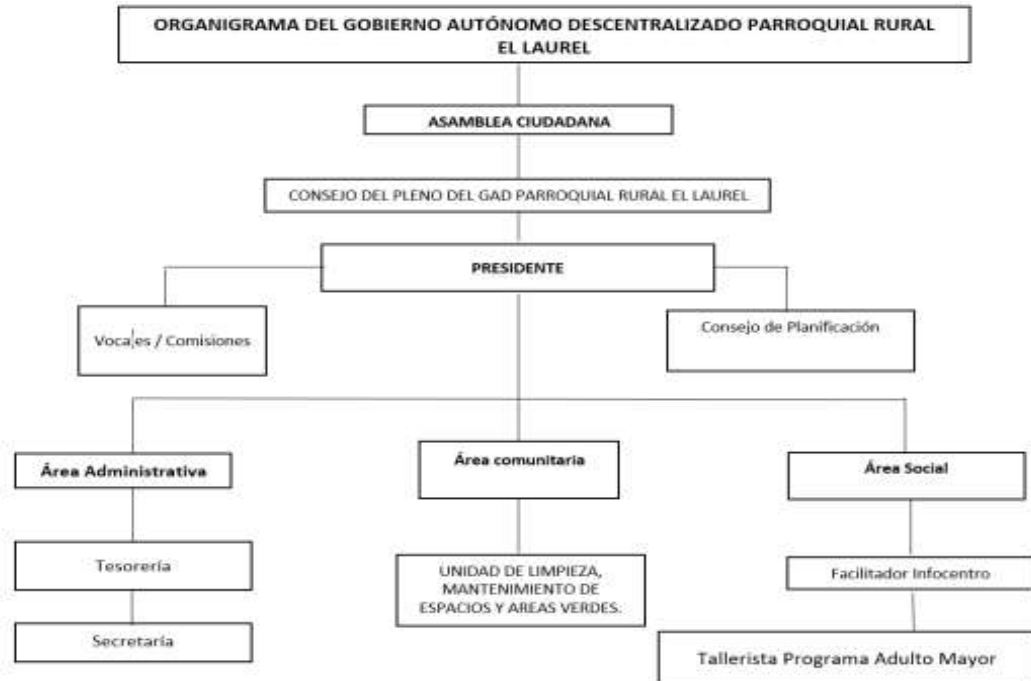 ORGANIGRAMA DEL GOBIERNO AUTÓNOMO DESCENTRALIZADO PARROQUIAL RURAL
EL LAUREL
ASAMBLEA CIUDADANA
CONSEJO DEL PLENO DEL GAD PARROQUIAL RURAL EL LAUREL
PRESIDENTE
Vocales / Comisiones
Consejo de Planificación
Área Administrativa
Área comunitaria
Área Social
Tesorería
UNIDAD DE LIMPIEZA,
MANTENIMIENTO DE
ESPACIOS Y AREAS VERDES.
Facilitador Infocentro
Secretaría
Tallerista Programa Adulto Mayor